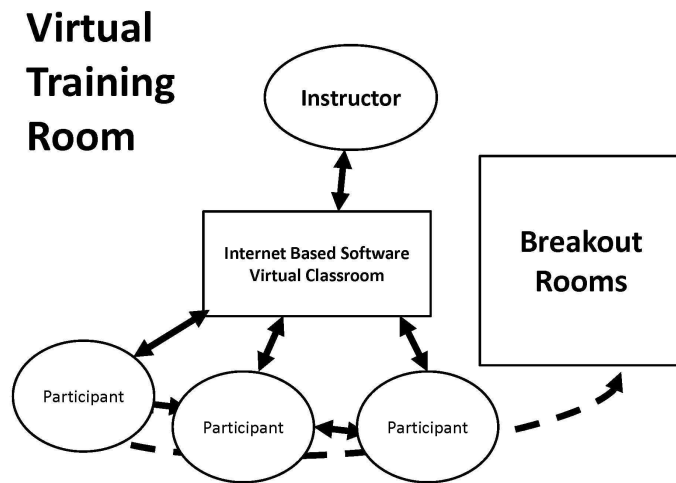 Virtual
Training
Room
Instructor
Internet Based Software
Virtual Classroom
Breakout
Rooms
Participant
Participant
Participant